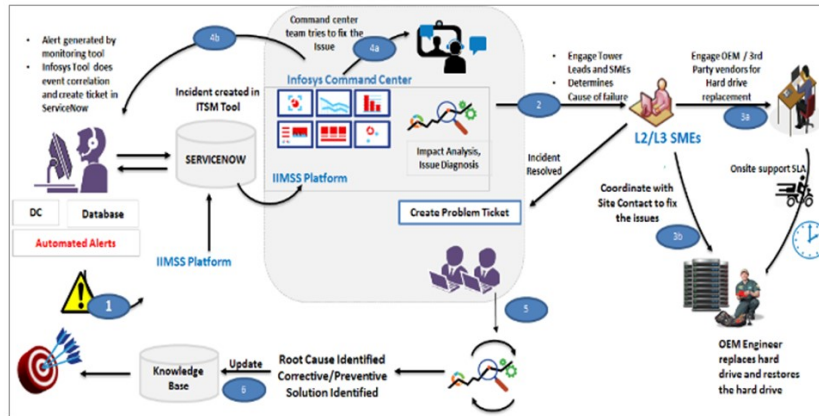 Alert generated by
monitoring tool
Infosys Tool does
event correlation
and create ticket in
ServiceNow
4b
Command center
team tries to fix the
Issue
4a
Incident created in
ITSM Tool
SERVICENOW
Infosys Command Center
Impact Analysis,
Issue Diagnosis
IIMSS Platform
2
Engage Tower
Leads and SMEs
Determines
Cause of failure
L2/L3 SMEs
Engage OEM / 3rd
Party vendors for
Hard drive
replacement
3a
Onsite support SLA
Incident
Resolved
Coordinate with
Site Contact to fix
the issues
3b
OEM Engineer
replaces hard
drive and restores
the hard drive
DC
Database
Automated Alerts
IIMSS Platform
1
Create Problem Ticket
5
Root Cause Identified
Corrective/Preventive
Solution Identified
Update
6
Knowledge
Base